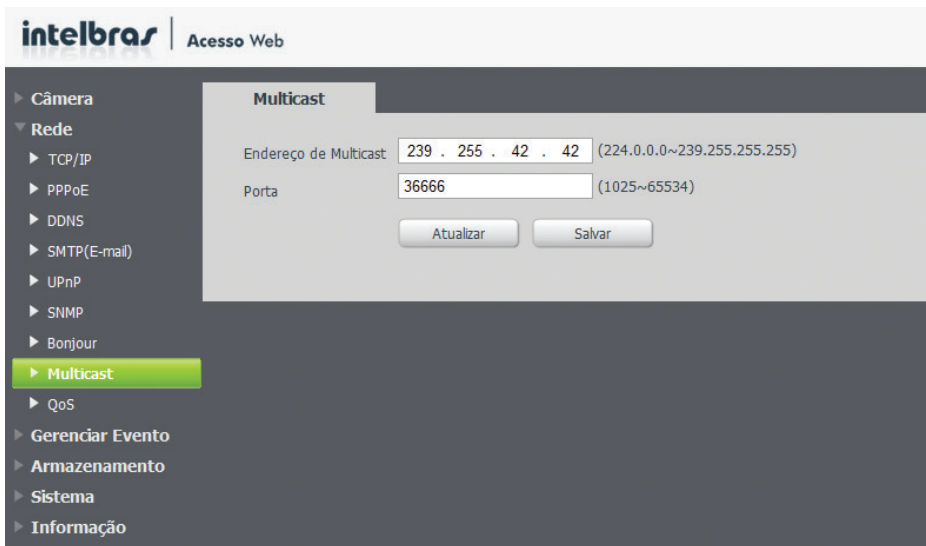 intelbras Acesso Web
Câmera
Rede
TCP/IP
PPPoE
DDNS
SMTP(E-mail)
UPnP
SNMP
Bonjour
Multicast
QoS
Gerenciar Evento
Armazenamento
Sistema
Informação
Multicast
Endereço de Multicast 239 . 255 . 42 . 42 (224.0.0.0~239.255.255.255)
Porta 36666 (1025~65534)
Atualizar Salvar